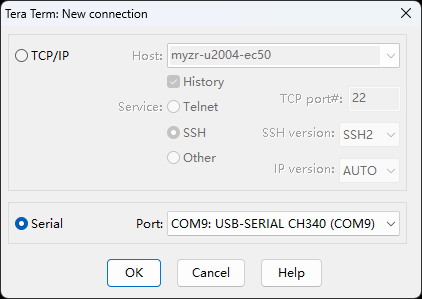 Tera Term: New connection
TCP/IP
Host: myzr-u2004-ec50
History
Service: Telnet
TCP port#: 22
SSH
SSH version: SSH2
Other
IP version: AUTO
Serial
Port: COM9: USB-SERIAL CH340 (COM9)
OK Cancel Help